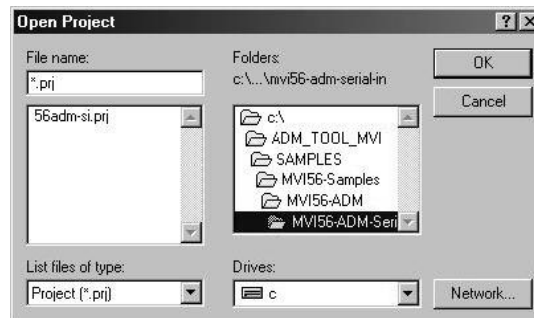 Open Project
File name:
*.prj
56adm-si.prj
List files of type:
Project (*.prj)
Folders:
c:\...\mvi56-adm-serial-in
c:\
ADM_TOOL_MVI
SAMPLES
MVI56-Samples
MVI56-ADM
MVI56-ADM-Seri
Drives:
c
OK
Cancel
Network...